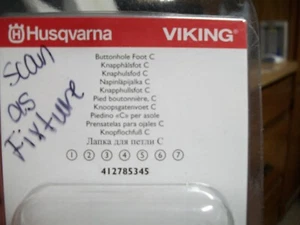 Husqvarna VIKING®
scan
as
Fixture
Buttonhole Foot C
Knapphålsfot C
Knaphulsfod C
Napinläpijalka C
Knapphullsfot C
Pied boutonnière, C
Knoopsgatenvoet C
Piedino «C» per asole
Prensatelas para ojales C
Knopflochfuß C
Лапка для петли C
1 2 3 4 5 6 7
412785345